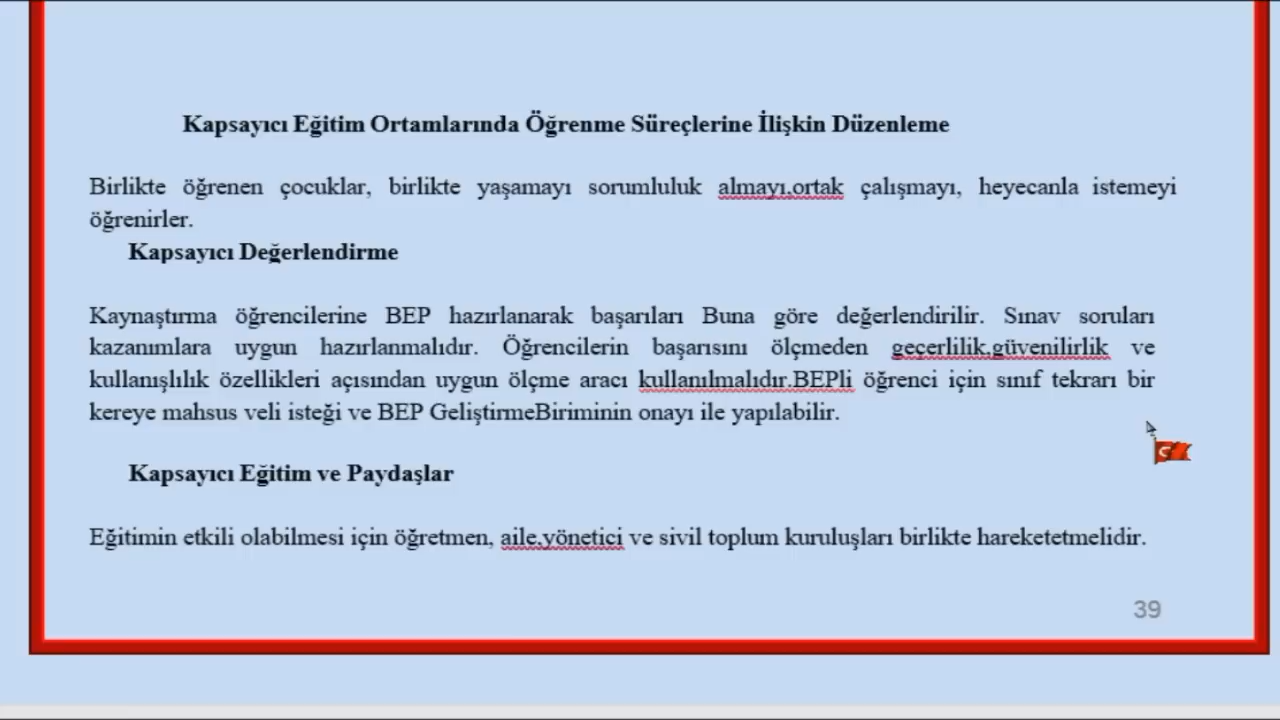 Kapsayıcı Eğitim Ortamlarında Öğrenme Süreçlerine İlişkin Düzenleme
Birlikte öğrenen çocuklar, birlikte yaşamayı sorumluluk almayı,ortak çalışmayı, heyecanla istemeyi
öğrenirler.
Kapsayıcı Değerlendirme
Kaynaştırma öğrencilerine BEP hazırlanarak başarıları Buna göre değerlendirilir. Sınav soruları
kazanımlara uygun hazırlanmalıdır. Öğrencilerin başarısını ölçmeden geçerlilik,güvenilirlik ve
kullanışlılık özellikleri açısından uygun ölçme aracı kullanılmalıdır.BEPli öğrenci için sınıf tekrarı bir
kereye mahsus veli isteği ve BEP GeliştirmeBiriminin onayı ile yapılabilir.
Kapsayıcı Eğitim ve Paydaşlar
Eğitimin etkili olabilmesi için öğretmen, aile,yönetici ve sivil toplum kuruluşları birlikte hareketetmelidir.
39